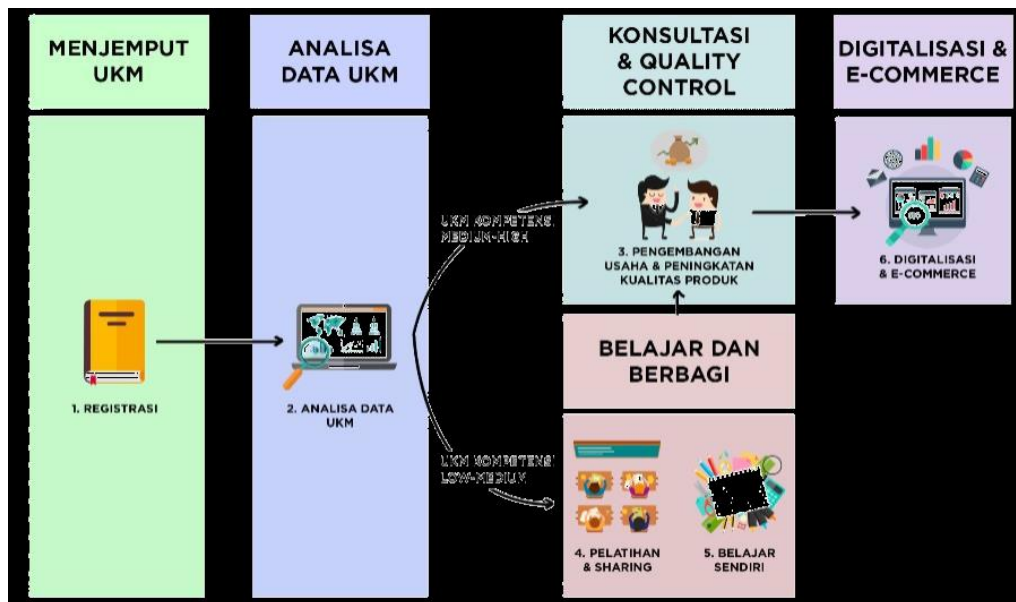 MENJEMPUT
UKM
ANALISA
DATA UKM
KONSULTASI
& QUALITY
CONTROL
DIGITALISASI &
E-COMMERCE
1. REGISTRASI
2. ANALISA DATA
UKM
UKM KOMPETENSI
MEDIUM-HIGH
UKM KOMPETENSI
LOW-MEDIUM
3. PENGEMBANGAN
USAHA & PENINGKATAN
KUALITAS PRODUK
BELAJAR DAN
BERBAGI
4. PELATIHAN
& SHARING
5. BELAJAR
SENDIRI
6. DIGITALISASI
& E-COMMERCE